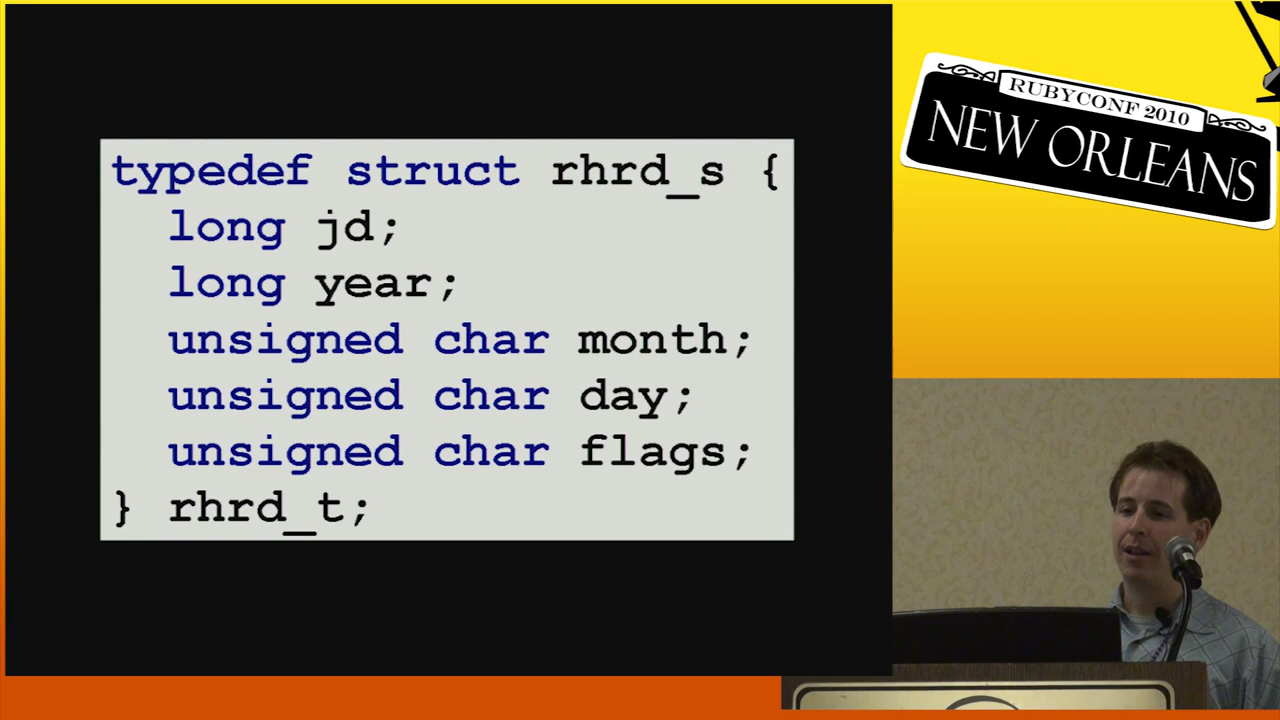 typedef struct rhrd_s {
long jd;
long year;
unsigned char month;
unsigned char day;
unsigned char flags;
} rhrd_t;
RUBYCONF 2010
NEW ORLEANS